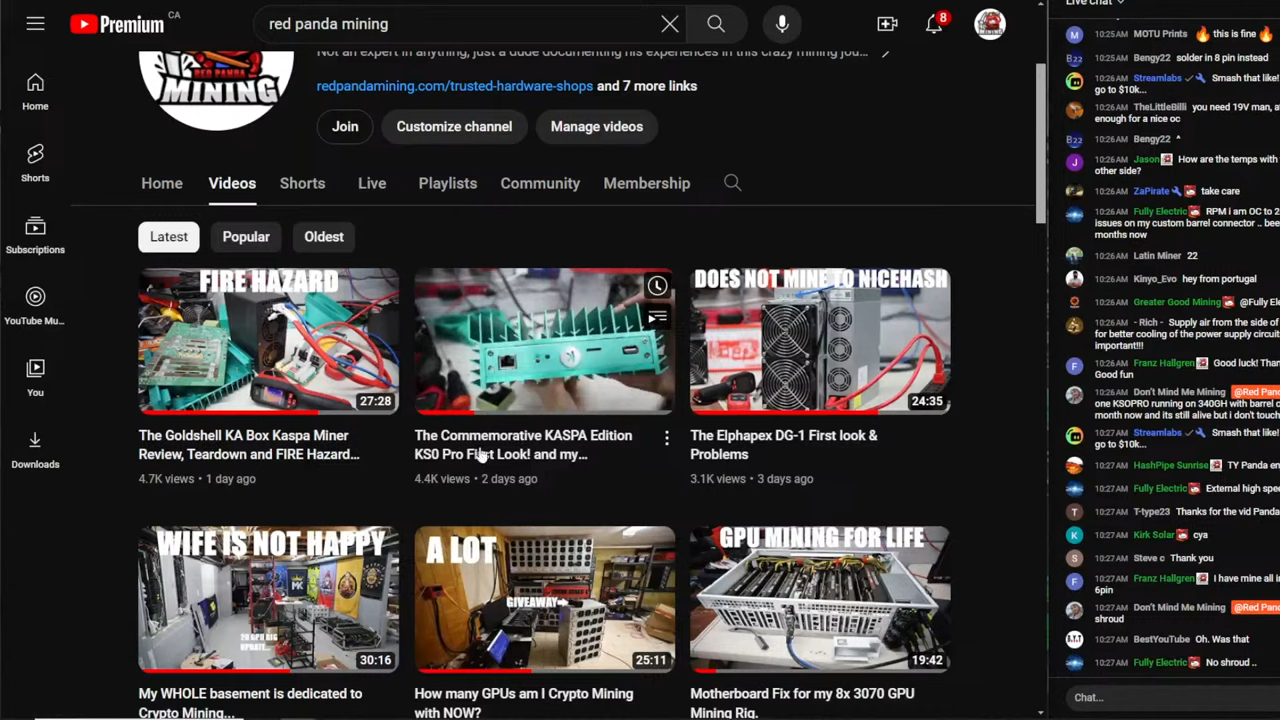 Premium CA
red panda mining
8
Not an expert in anything, just a dude documenting his experiences in this crazy mining jou...
RED PANDA
MINING
redpandamining.com/trusted-hardware-shops and 7 more links
Join
Customize channel
Manage videos
Home
Videos
Shorts
Live
Playlists
Community
Membership
Latest
Popular
Oldest
Home
Shorts
Subscriptions
YouTube Mu...
You
Downloads
FIRE HAZARD
27:28
The Goldshell KA Box Kaspa Miner
Review, Teardown and FIRE Hazard...
4.7K views • 1 day ago
The Commemorative KASPA Edition
KS0 Pro First Look! and my...
4.4K views • 2 days ago
DOES NOT MINE TO NICEHASH
24:35
The Elphapex DG-1 First look &
Problems
3.1K views • 3 days ago
WIFE IS NOT HAPPY
30:16
My WHOLE basement is dedicated to
Crypto Mining...
A LOT
GIVEAWAY
25:11
How many GPUs am I Crypto Mining
with NOW?
GPU MINING FOR LIFE
19:42
Motherboard Fix for my 8x 3070 GPU
Mining Rig.
Live chat
10:25AM MOTU Prints 🔥 this is fine 🔥
10:25AM Bengy22 solder in 8 pin instead
10:26AM Streamlabs Smash that like!
go to $10k...
10:26AM TheLittleBilli you need 19V man, a
enough for a nice oc
10:26AM Bengy22 ^
10:26AM Jason How are the temps with
other side?
10:26AM ZaPirate take care
10:26AM Fully Electric RPM i am OC to 2
issues on my custom barrel connector .. bee
months now
10:26AM Latin Miner 22
10:26AM Kinyo_Evo hey from portugal
10:26AM Greater Good Mining @Fully E
10:26AM - Rich - Supply air from the side of
for better cooling of the power supply circuit
important!!!
10:26AM Franz Hallgren Good luck! Tha
Good fun
10:26AM Don't Mind Me Mining @Red Pan
one KSOPRO running on 340GH with barrel c
month now and its still alive but i don't touch
10:27AM Streamlabs Smash that like!
go to $10k...
10:27AM HashPipe Sunrise TY Panda en
10:27AM Fully Electric External high spe
10:27AM T-type23 Thanks for the vid Panda
10:27AM Kirk Solar cya
10:27AM Steve c Thank you
10:27AM Franz Hallgren I have mine all i
6pin
10:27AM Don't Mind Me Mining @Red Pan
shroud
10:27AM BestYouTube Oh. Was that
10:27AM Fully Electric No shroud ..
Chat...